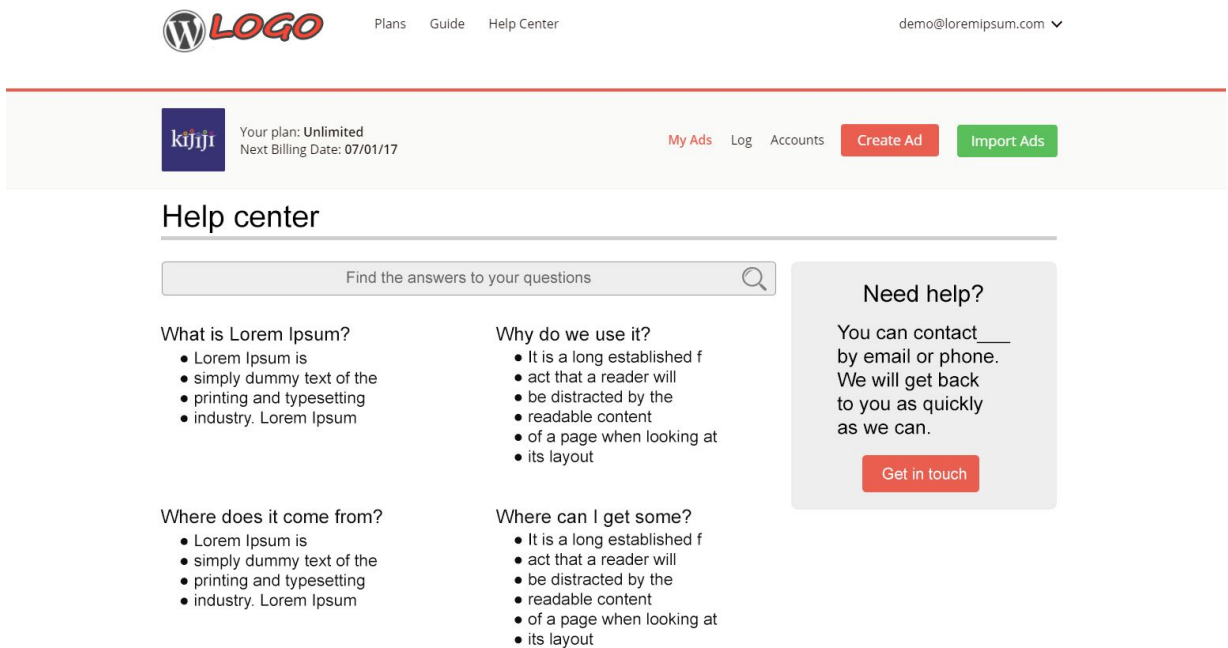 LOGO
Plans Guide Help Center demo@loremipsum.com
kijiji
Your plan: Unlimited
Next Billing Date: 07/01/17
My Ads Log Accounts Create Ad Import Ads
Help center
Find the answers to your questions
What is Lorem Ipsum?
● Lorem Ipsum is
● simply dummy text of the
● printing and typesetting
● industry. Lorem Ipsum
Why do we use it?
● It is a long established f
● act that a reader will
● be distracted by the
● readable content
● of a page when looking at
● its layout
Need help?
You can contact___
by email or phone.
We will get back
to you as quickly
as we can.
Get in touch
Where does it come from?
● Lorem Ipsum is
● simply dummy text of the
● printing and typesetting
● industry. Lorem Ipsum
Where can I get some?
● It is a long established f
● act that a reader will
● be distracted by the
● readable content
● of a page when looking at
● its layout